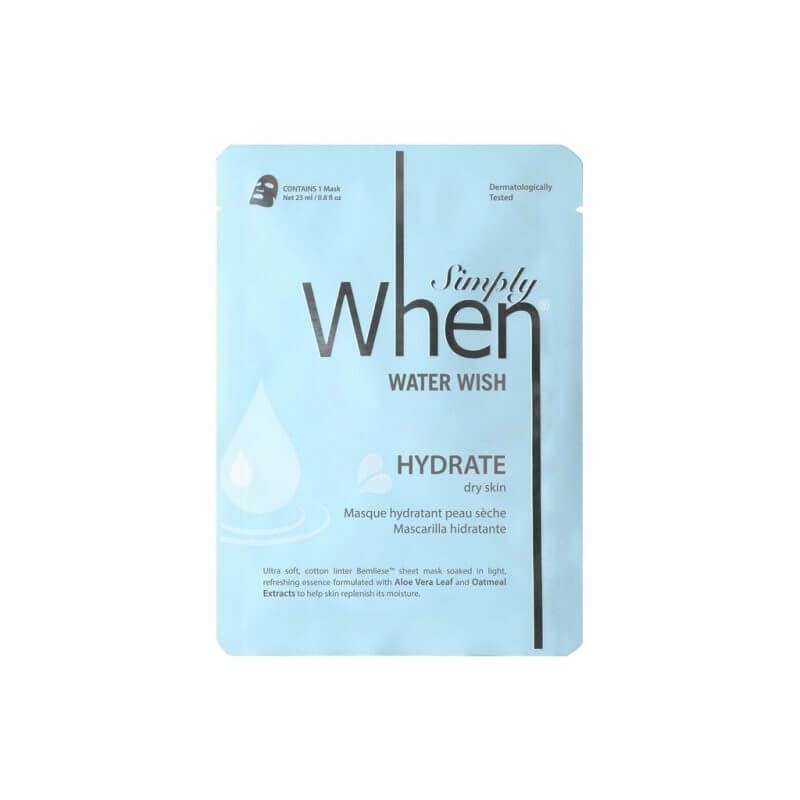 CONTAINS 1 Mask
Net 23 ml / 0.8 fl oz
Dermatologically
Tested
Simply
When®
WATER WISH
HYDRATE
dry skin
Masque hydratant peau sèche
Mascarilla hidratante
Ultra soft, cotton linter Bemliese™ sheet mask soaked in light,
refreshing essence formulated with Aloe Vera Leaf and Oatmeal
Extracts to help skin replenish its moisture.